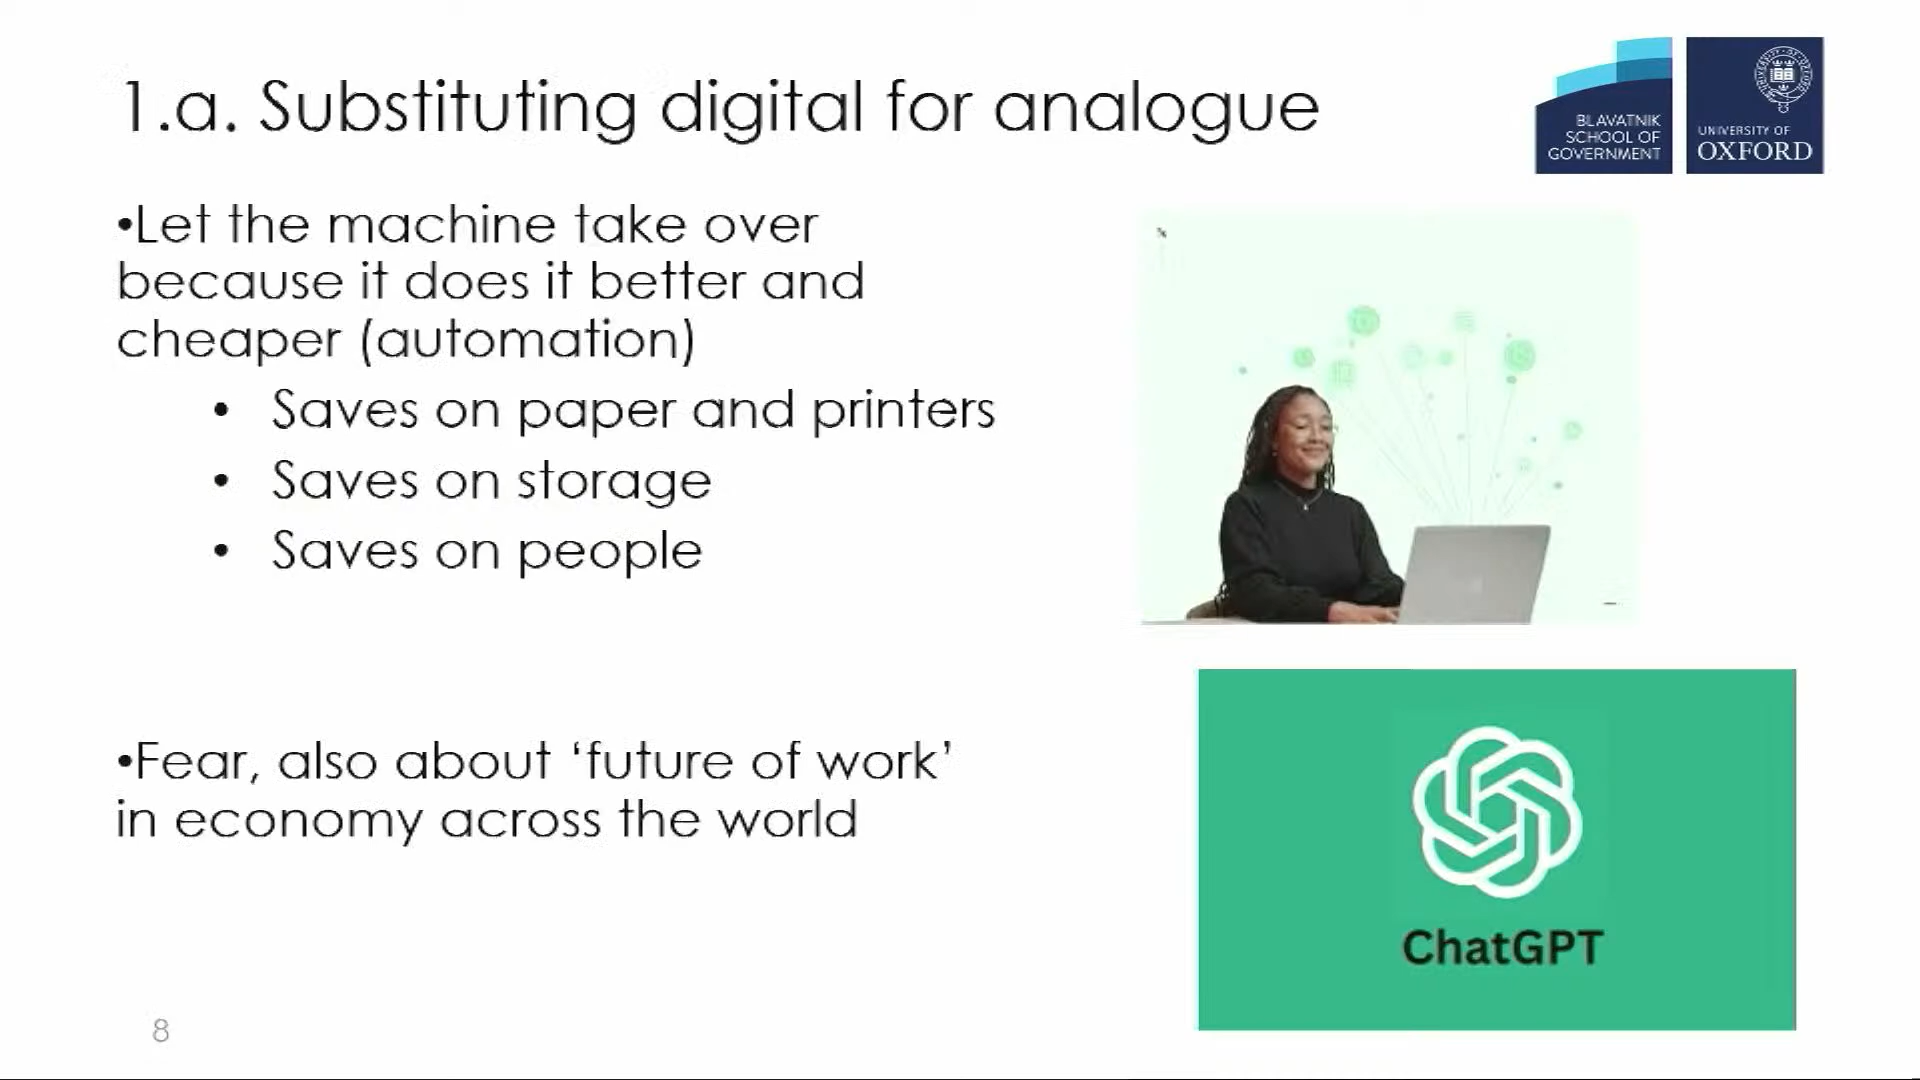 1.a. Substituting digital for analogue
BLAVATNIK
SCHOOL OF
GOVERNMENT
UNIVERSITY OF
OXFORD
•Let the machine take over
because it does it better and
cheaper (automation)
• Saves on paper and printers
• Saves on storage
• Saves on people
•Fear, also about ‘future of work’
in economy across the world
ChatGPT
8